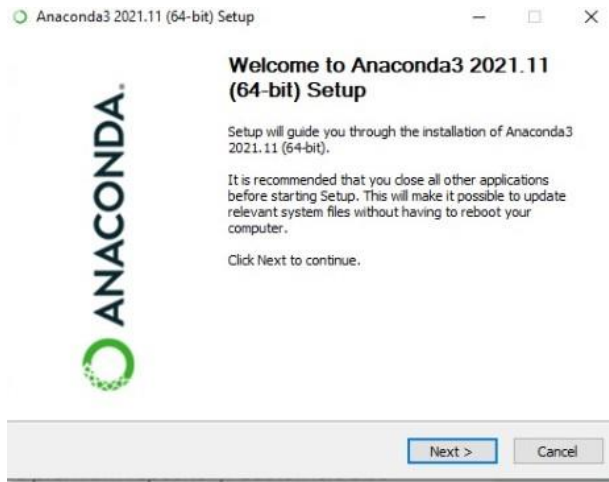 Anaconda3 2021.11 (64-bit) Setup
Welcome to Anaconda3 2021.11
(64-bit) Setup
Setup will guide you through the installation of Anaconda3
2021.11 (64-bit).
It is recommended that you close all other applications
before starting Setup. This will make it possible to update
relevant system files without having to reboot your
computer.
Click Next to continue.
ANACONDA.
Next >
Cancel